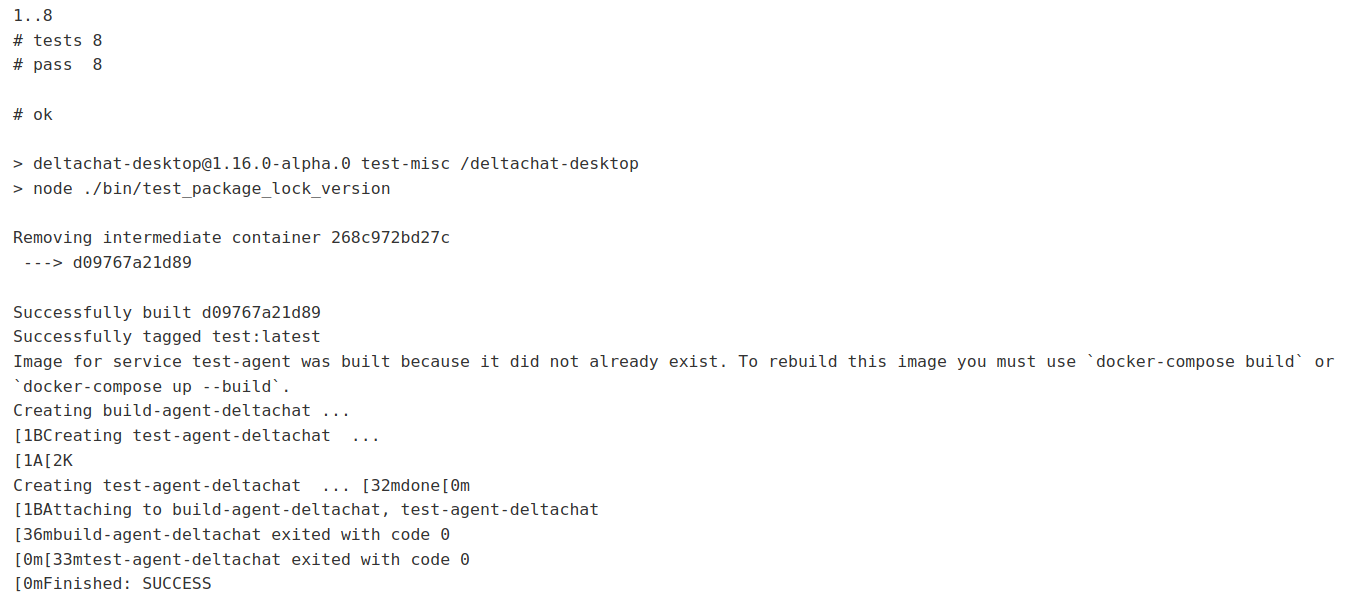 1..8
# tests 8
# pass  8
# ok
> deltachat-desktop@1.16.0-alpha.0 test-misc /deltachat-desktop
> node ./bin/test_package_lock_version
Removing intermediate container 268c972bd27c
 ---> d09767a21d89
Successfully built d09767a21d89
Successfully tagged test:latest
Image for service test-agent was built because it did not already exist. To rebuild this image you must use `docker-compose build` or
`docker-compose up --build`.
Creating build-agent-deltachat ...
[1BCreating test-agent-deltachat  ...
[1A[2K
Creating test-agent-deltachat  ... [32mdone[0m
[1BAttaching to build-agent-deltachat, test-agent-deltachat
[36mbuild-agent-deltachat exited with code 0
[0m[33mtest-agent-deltachat exited with code 0
[0mFinished: SUCCESS